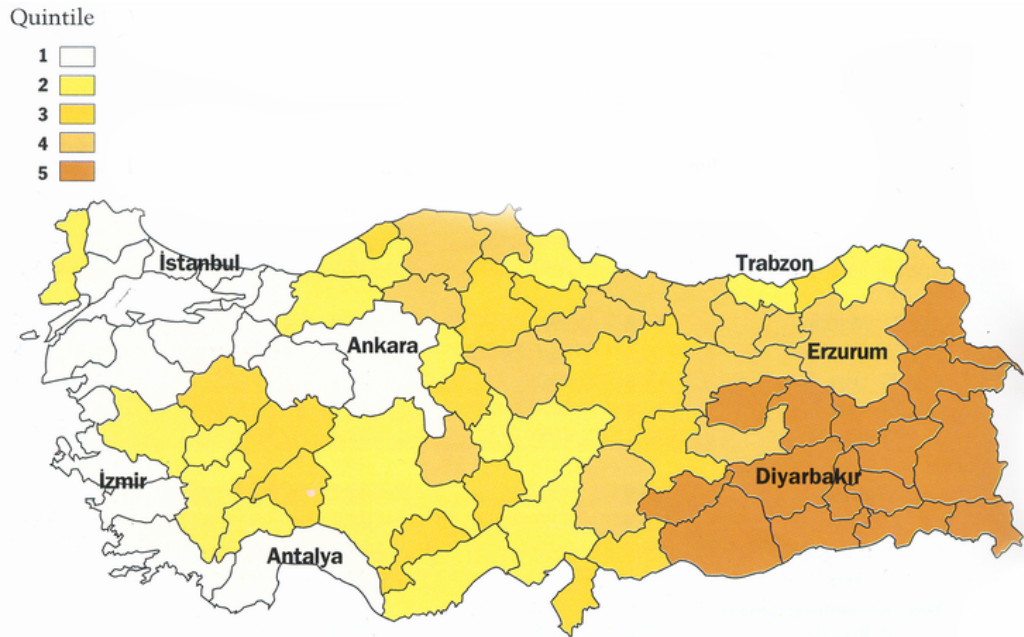 Quintile
1
2
3
4
5
İstanbul
Trabzon
Ankara
Erzurum
İzmir
Diyarbakır
Antalya